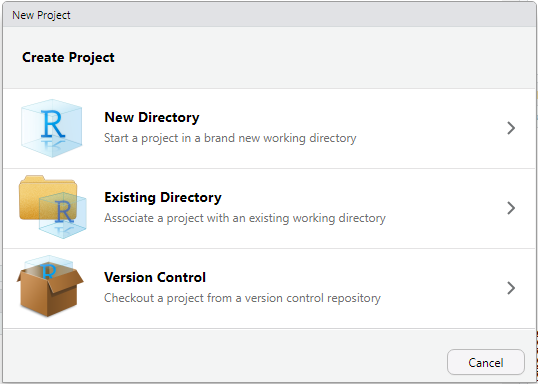 New Project
Create Project
R
New Directory
Start a project in a brand new working directory
R
Existing Directory
Associate a project with an existing working directory
R
Version Control
Checkout a project from a version control repository
Cancel